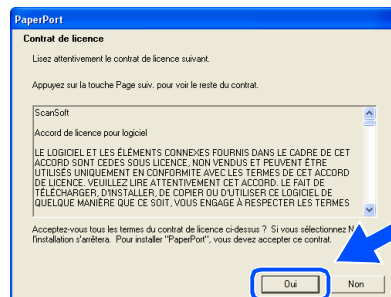 PaperPort
Contrat de licence
Lisez attentivement le contrat de licence suivant.
Appuyez sur la touche Page suiv. pour voir le reste du contrat.
ScanSoft
Accord de licence pour logiciel
LE LOGICIEL ET LES ÉLÉMENTS CONNEXES FOURNIS DANS LE CADRE DE CET
ACCORD SONT CEDES SOUS LICENCE, NON VENDUS ET PEUVENT ÊTRE
UTILISÉS UNIQUEMENT EN CONFORMITE AVEC LES TERMES DE CET ACCORD
DE LICENCE. VEUILLEZ LIRE ATTENTIVEMENT CET ACCORD. LE FAIT DE
TÉLÉCHARGER, D'INSTALLER, DE COPIER OU D'UTILISER CE LOGICIEL DE
QUELQUE MANIÈRE QUE CE SOIT, VOUS ENGAGE À RESPECTER LES TERMES
Acceptez-vous tous les termes du contrat de licence ci-dessus ? Si vous sélectionnez N
l'installation s'arrêtera. Pour installer "PaperPort", vous devez accepter ce contrat.
Oui Non